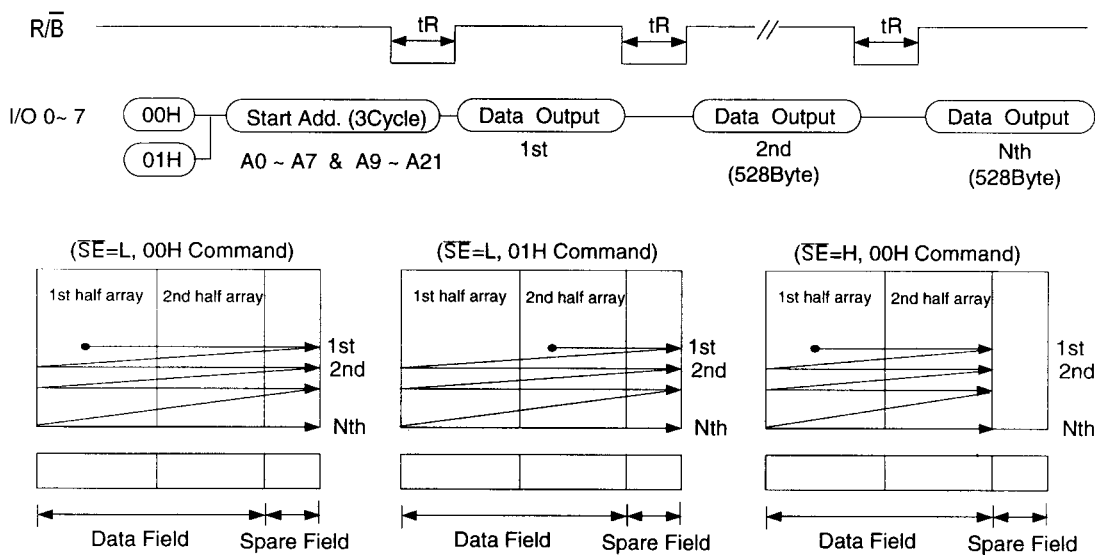 R/B̅ tR tR // tR
I/O 0~ 7 00H Start Add. (3Cycle) Data Output Data Output Data Output
01H A0 ~ A7 & A9 ~ A21 1st 2nd Nth
(528Byte) (528Byte)
(S̅E̅=L, 00H Command) (S̅E̅=L, 01H Command) (S̅E̅=H, 00H Command)
1st half array 2nd half array 1st half array 2nd half array 1st half array 2nd half array
1st 1st 1st
2nd 2nd 2nd
Nth Nth Nth
Data Field Spare Field Data Field Spare Field Data Field Spare Field